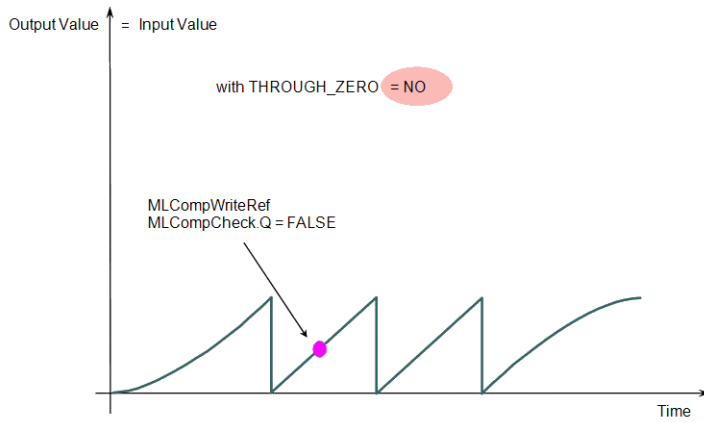 Output Value = Input Value
with THROUGH_ZERO = NO
MLCompWriteRef
MLCompCheck.Q = FALSE
Time